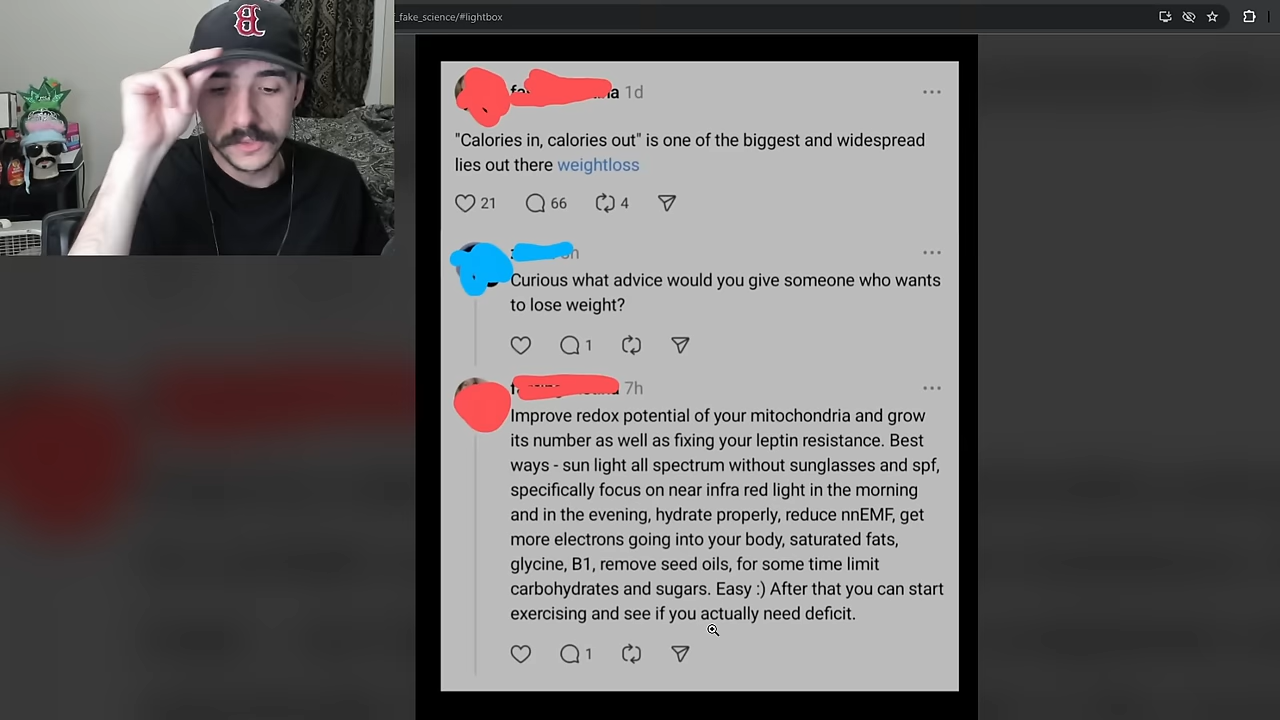 f_fake_science/#lightbox
B
1d
"Calories in, calories out" is one of the biggest and widespread
lies out there weightloss
21 66 4
Curious what advice would you give someone who wants
to lose weight?
1
7h
Improve redox potential of your mitochondria and grow
its number as well as fixing your leptin resistance. Best
ways - sun light all spectrum without sunglasses and spf,
specifically focus on near infra red light in the morning
and in the evening, hydrate properly, reduce nnEMF, get
more electrons going into your body, saturated fats,
glycine, B1, remove seed oils, for some time limit
carbohydrates and sugars. Easy :) After that you can start
exercising and see if you actually need deficit.
1